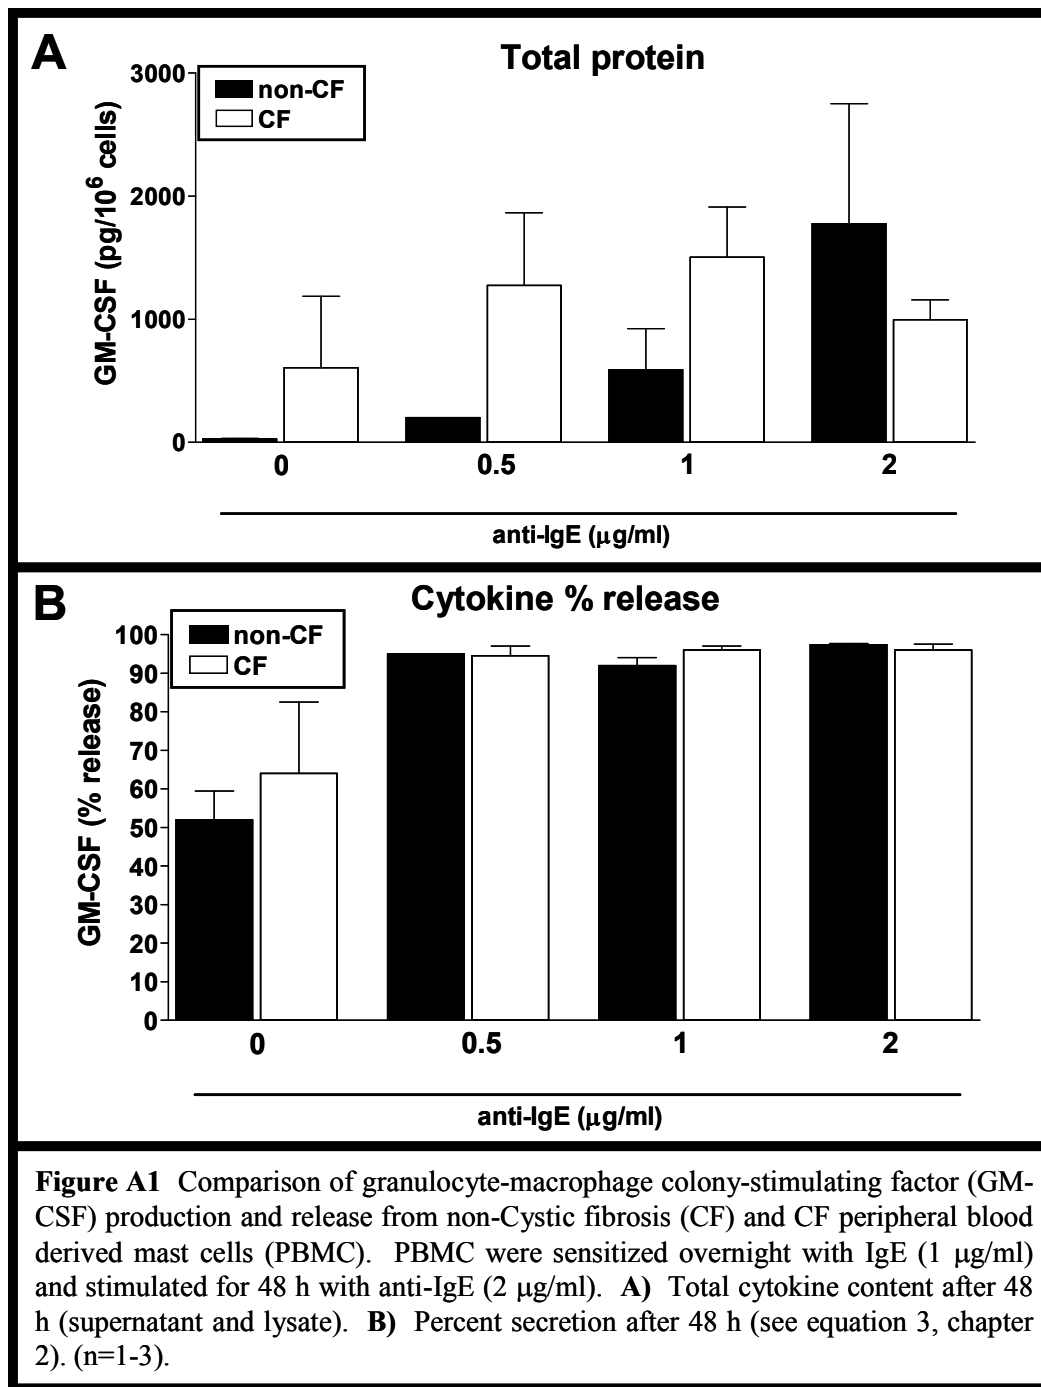 A
Total protein
non-CF
CF
GM-CSF (pg/10⁶ cells)
3000
2000
1000
0
0 0.5 1 2
anti-IgE (μg/ml)
B
Cytokine % release
non-CF
CF
GM-CSF (% release)
100
90
80
70
60
50
40
30
20
10
0
0 0.5 1 2
anti-IgE (μg/ml)
Figure A1 Comparison of granulocyte-macrophage colony-stimulating factor (GM-
CSF) production and release from non-Cystic fibrosis (CF) and CF peripheral blood
derived mast cells (PBMC). PBMC were sensitized overnight with IgE (1 μg/ml)
and stimulated for 48 h with anti-IgE (2 μg/ml). A) Total cytokine content after 48
h (supernatant and lysate). B) Percent secretion after 48 h (see equation 3, chapter
2). (n=1-3).